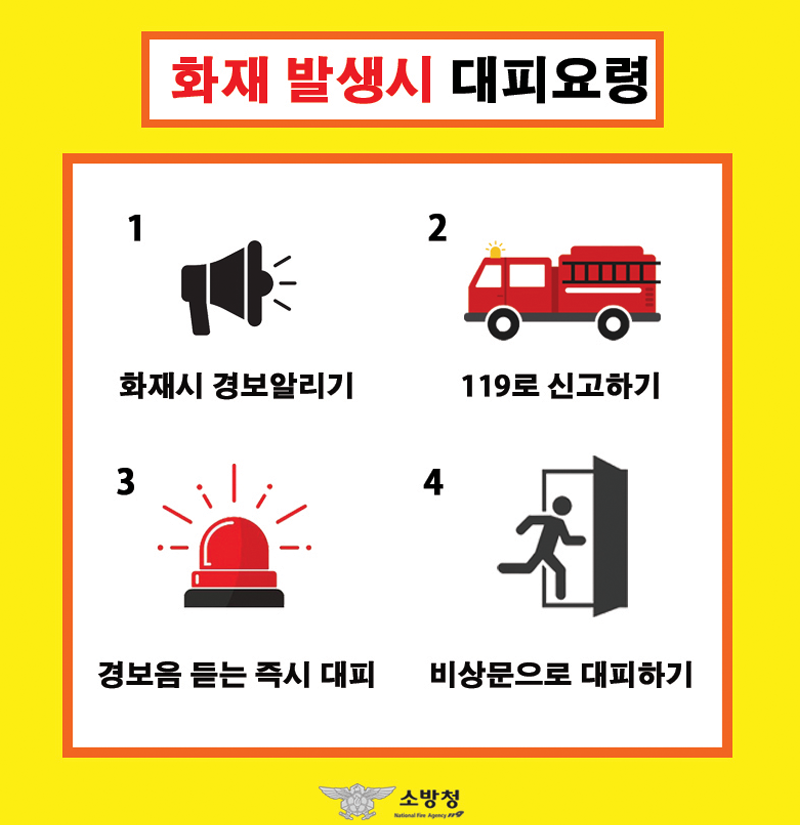 화재 발생시 대피요령
1
화재시 경보알리기
2
119로 신고하기
3
경보음 듣는 즉시 대피
4
비상문으로 대피하기
소방청
National Fire Agency 119